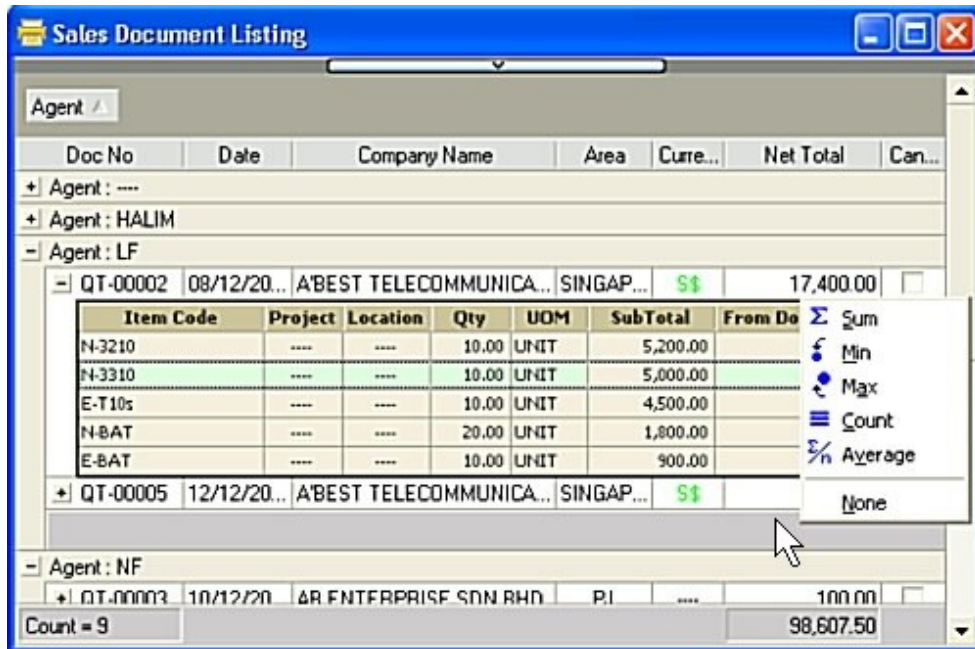 Sales Document Listing
Agent
Doc No Date Company Name Area Curre... Net Total Can...
+ Agent : ----
+ Agent : HALIM
- Agent : LF
- QT-00002 08/12/20... A'BEST TELECOMMUNICA... SINGAP... S$ 17,400.00
Item Code Project Location Qty UOM SubTotal From Do
N-3210 ---- ---- 10.00 UNIT 5,200.00
N-3310 ---- ---- 10.00 UNIT 5,000.00
E-T10s ---- ---- 10.00 UNIT 4,500.00
N-BAT ---- ---- 20.00 UNIT 1,800.00
E-BAT ---- ---- 10.00 UNIT 900.00
Σ Sum
Min
Max
Count
Σ/n Average
None
+ QT-00005 12/12/20... A'BEST TELECOMMUNICA... SINGAP... S$
- Agent : NF
+ QT-00003 10/12/20... AB ENTERPRISE SDN BHD PJ ---- 100.00
Count = 9 98,607.50